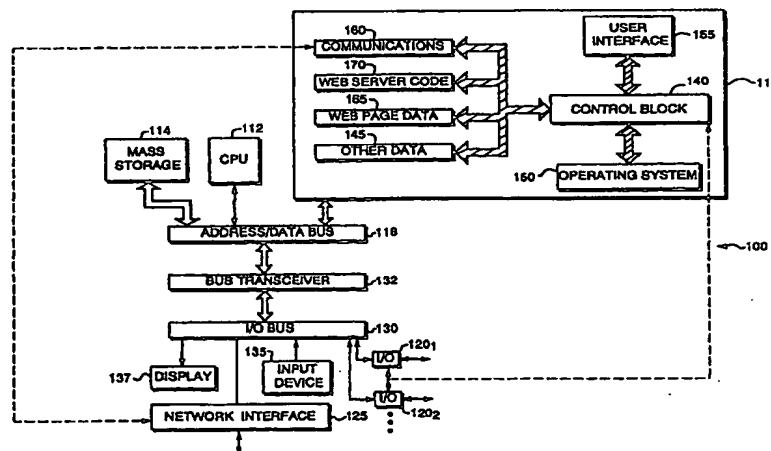 160
COMMUNICATIONS
170
WEB SERVER CODE
165
WEB PAGE DATA
145
OTHER DATA
USER
INTERFACE
155
140
CONTROL BLOCK
11
150
OPERATING SYSTEM
114
MASS
STORAGE
112
CPU
ADDRESS/DATA BUS
118
BUS TRANSCEIVER
132
I/O BUS
130
100
137
DISPLAY
135
INPUT
DEVICE
I/O
120₁
I/O
120₂
NETWORK INTERFACE
125